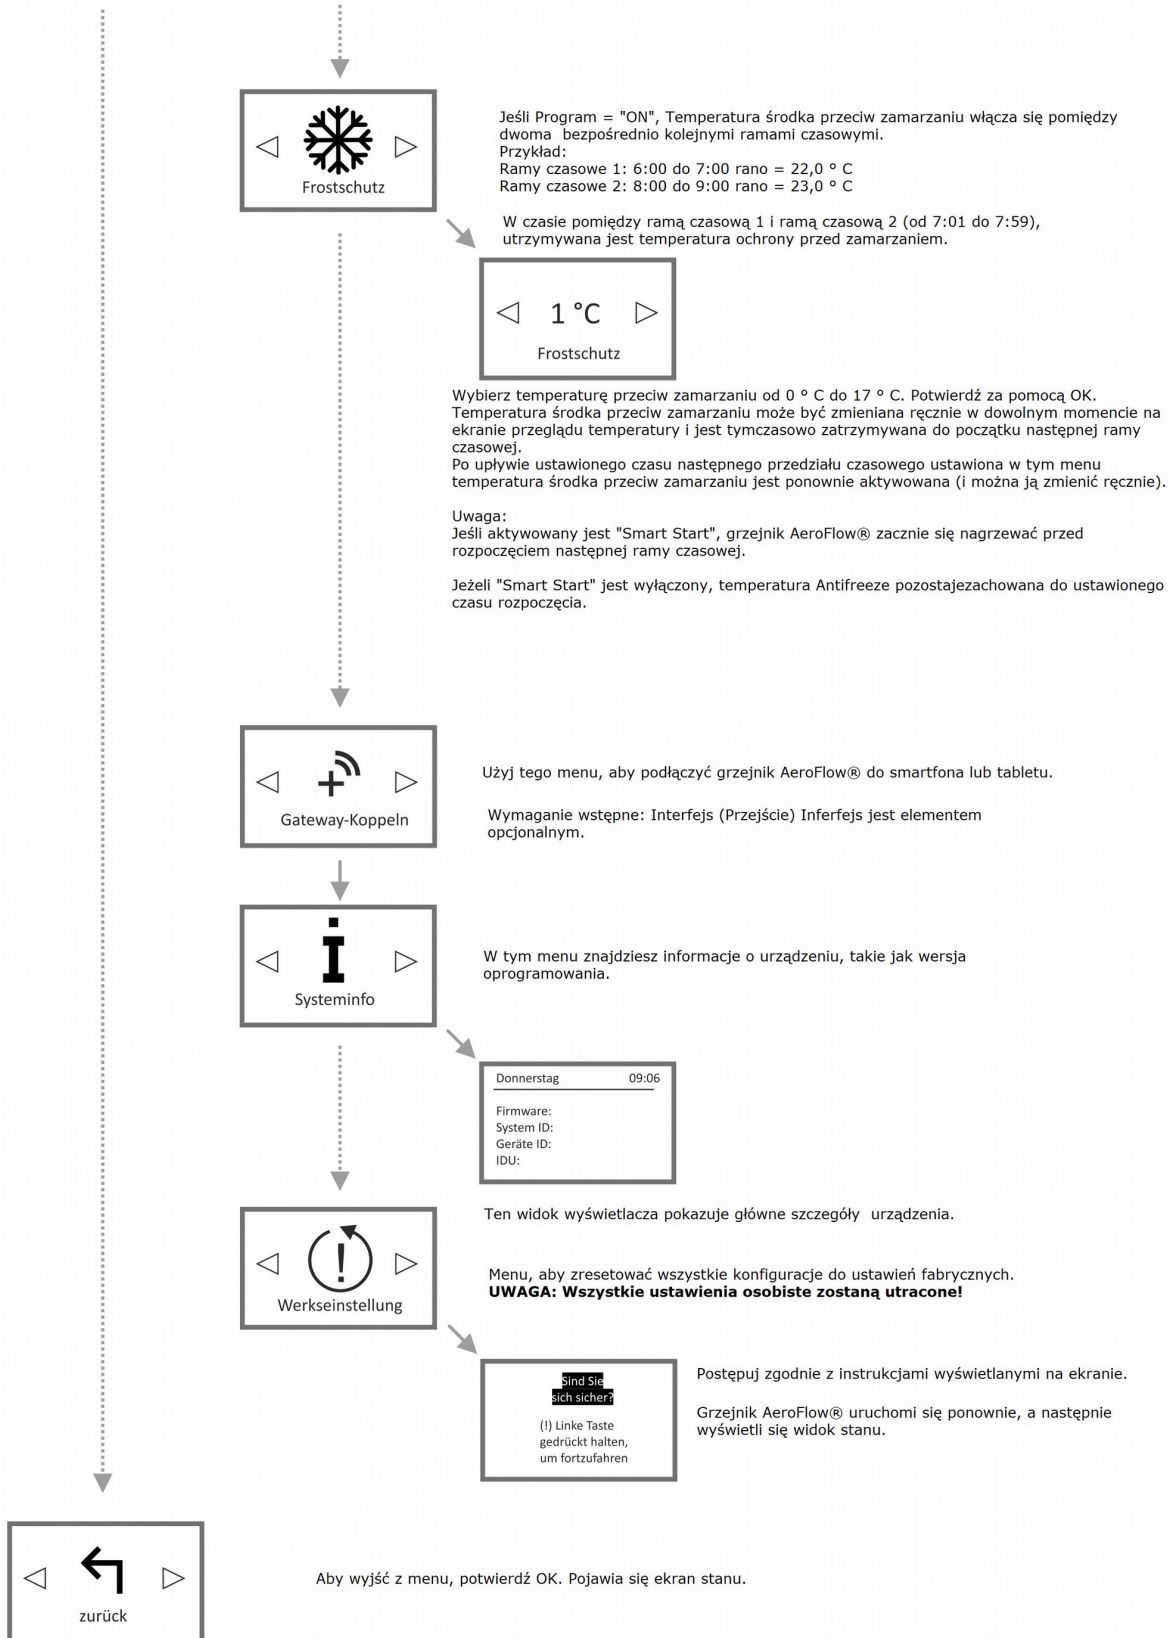 Frostschutz
Jeśli Program = "ON", Temperatura środka przeciw zamarzaniu włącza się pomiędzy
dwoma bezpośrednio kolejnymi ramami czasowymi.
Przykład:
Ramy czasowe 1: 6:00 do 7:00 rano = 22,0 ° C
Ramy czasowe 2: 8:00 do 9:00 rano = 23,0 ° C
W czasie pomiędzy ramą czasową 1 i ramą czasową 2 (od 7:01 do 7:59),
utrzymywana jest temperatura ochrony przed zamarzaniem.
1 °C
Frostschutz
Wybierz temperaturę przeciw zamarzaniu od 0 ° C do 17 ° C. Potwierdź za pomocą OK.
Temperatura środka przeciw zamarzaniu może być zmieniana ręcznie w dowolnym momencie na
ekranie przeglądu temperatury i jest tymczasowo zatrzymywana do początku następnej ramy
czasowej.
Po upływie ustawionego czasu następnego przedziału czasowego ustawiona w tym menu
temperatura środka przeciw zamarzaniu jest ponownie aktywowana (i można ją zmienić ręcznie).
Uwaga:
Jeśli aktywowany jest "Smart Start", grzejnik AeroFlow® zacznie się nagrzewać przed
rozpoczęciem następnej ramy czasowej.
Jeżeli "Smart Start" jest wyłączony, temperatura Antifreeze pozostajezachowana do ustawionego
czasu rozpoczęcia.
Gateway-Koppeln
Użyj tego menu, aby podłączyć grzejnik AeroFlow® do smartfona lub tabletu.
Wymaganie wstępne: Interfejs (Przejście) Inferfejs jest elementem
opcjonalnym.
Systeminfo
W tym menu znajdziesz informacje o urządzeniu, takie jak wersja
oprogramowania.
Donnerstag 09:06
Firmware:
System ID:
Geräte ID:
IDU:
Ten widok wyświetlacza pokazuje główne szczegóły urządzenia.
Werkseinstellung
Menu, aby zresetować wszystkie konfiguracje do ustawień fabrycznych.
UWAGA: Wszystkie ustawienia osobiste zostaną utracone!
Sind Sie
sich sicher?
(!) Linke Taste
gedrückt halten,
um fortzufahren
Postępuj zgodnie z instrukcjami wyświetlanymi na ekranie.
Grzejnik AeroFlow® uruchomi się ponownie, a następnie
wyświetli się widok stanu.
zurück
Aby wyjść z menu, potwierdź OK. Pojawia się ekran stanu.